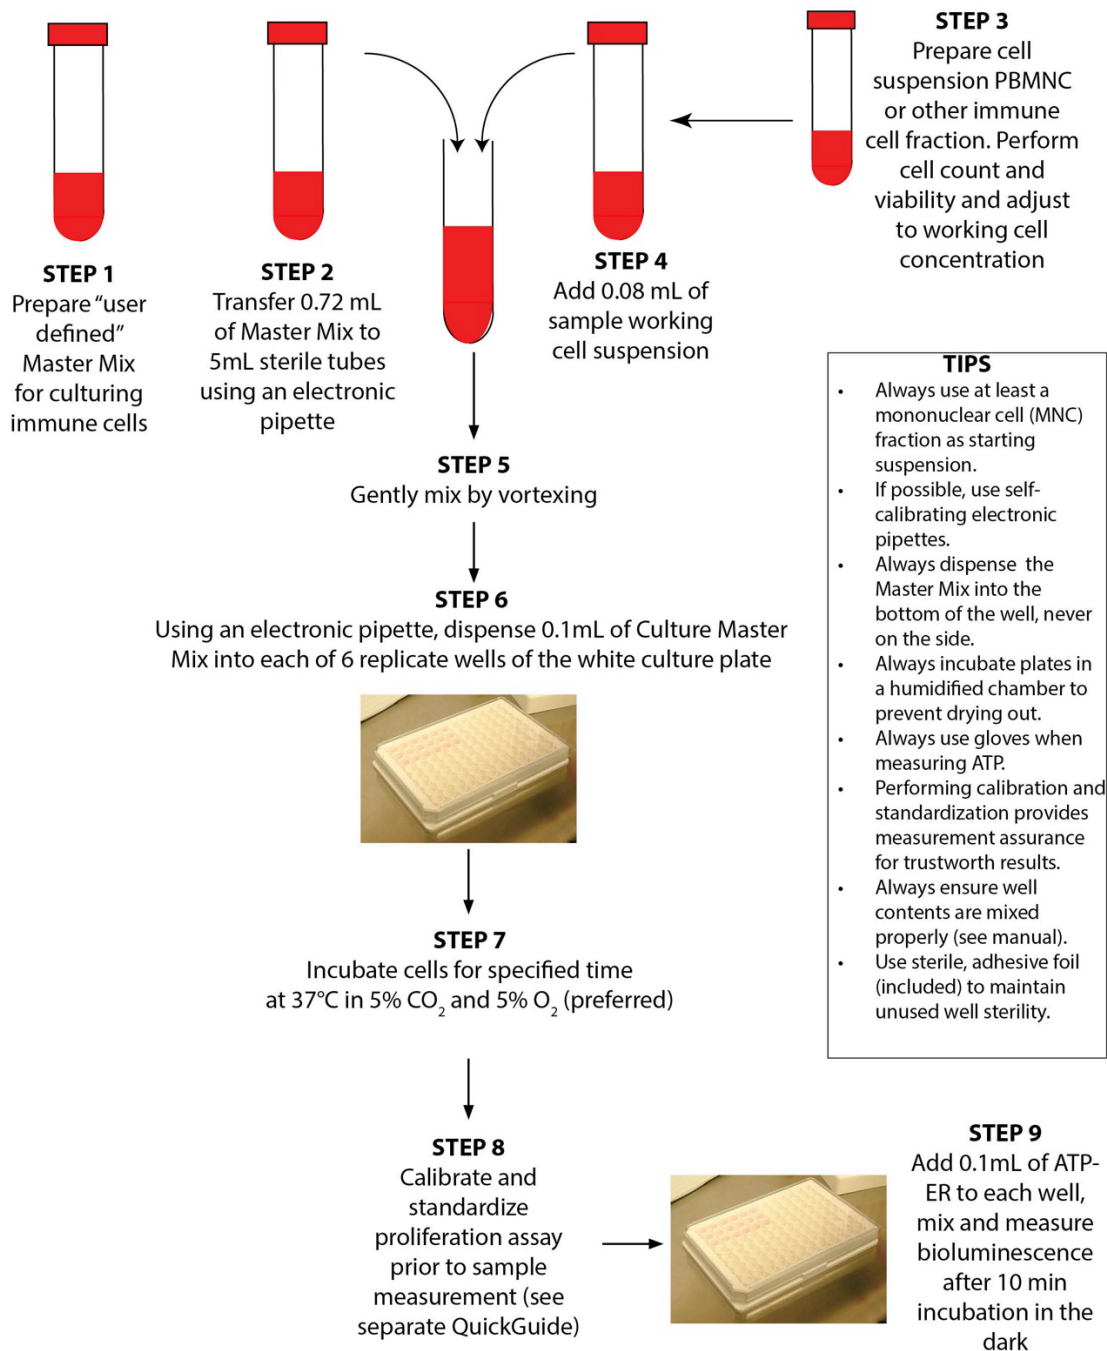 STEP 1
Prepare “user
defined”
Master Mix
for culturing
immune cells
STEP 2
Transfer 0.72 mL
of Master Mix to
5mL sterile tubes
using an electronic
pipette
STEP 3
Prepare cell
suspension PBMNC
or other immune
cell fraction. Perform
cell count and
viability and adjust
to working cell
concentration
STEP 4
Add 0.08 mL of
sample working
cell suspension
STEP 5
Gently mix by vortexing
STEP 6
Using an electronic pipette, dispense 0.1mL of Culture Master
Mix into each of 6 replicate wells of the white culture plate
STEP 7
Incubate cells for specified time
at 37°C in 5% CO₂ and 5% O₂ (preferred)
STEP 8
Calibrate and
standardize
proliferation assay
prior to sample
measurement (see
separate QuickGuide)
STEP 9
Add 0.1mL of ATP-
ER to each well,
mix and measure
bioluminescence
after 10 min
incubation in the
dark
TIPS
• Always use at least a
mononuclear cell (MNC)
fraction as starting
suspension.
• If possible, use self-
calibrating electronic
pipettes.
• Always dispense the
Master Mix into the
bottom of the well, never
on the side.
• Always incubate plates in
a humidified chamber to
prevent drying out.
• Always use gloves when
measuring ATP.
• Performing calibration and
standardization provides
measurement assurance
for trustworth results.
• Always ensure well
contents are mixed
properly (see manual).
• Use sterile, adhesive foil
(included) to maintain
unused well sterility.